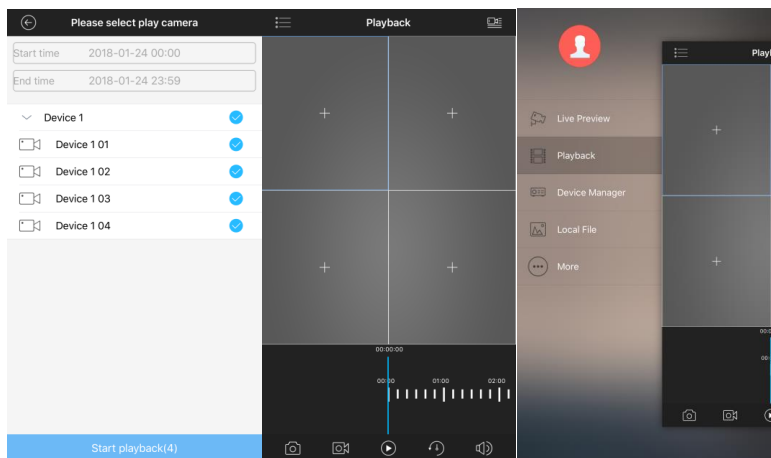 Please select play camera
Start time 2018-01-24 00:00
End time 2018-01-24 23:59
Device 1
Device 1 01
Device 1 02
Device 1 03
Device 1 04
Start playback(4)
Playback
00:00:00
00:00 01:00 02:00
Live Preview
Playback
Device Manager
Local File
More